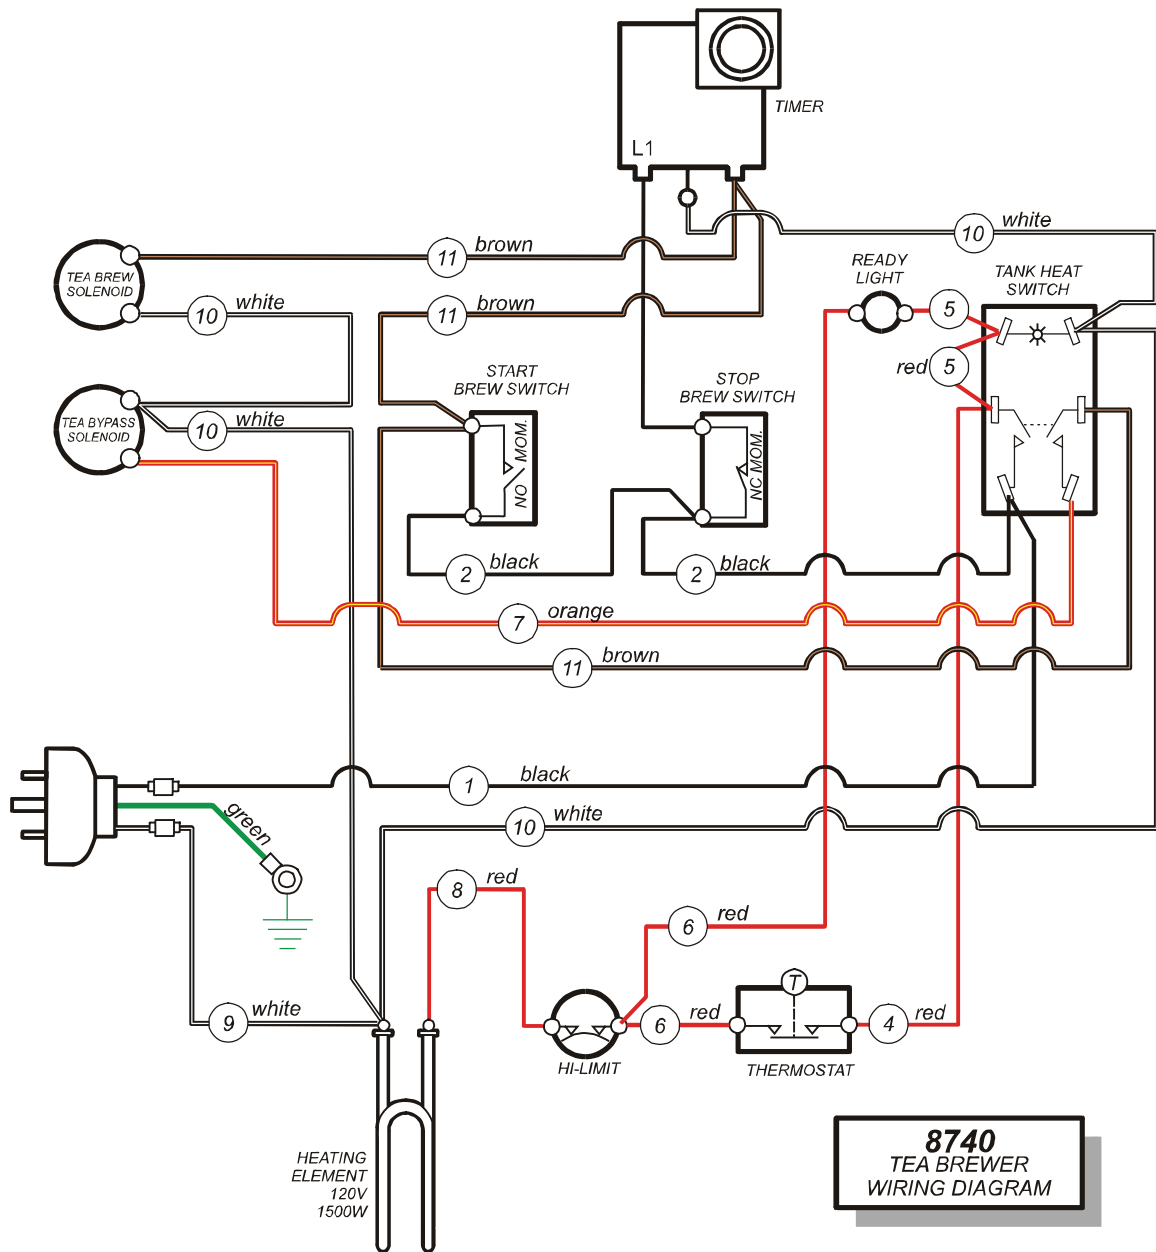 TIMER
L1
10 white
11 brown
READY
LIGHT
TANK HEAT
SWITCH
TEA BREW
SOLENOID
10 white
11 brown
5
red 5
START
BREW SWITCH
STOP
BREW SWITCH
TEA BYPASS
SOLENOID
10 white
NO MOM.
NC MOM.
2 black
2 black
7 orange
11 brown
1 black
green
10 white
8 red
6 red
T
9 white
6 red
4 red
HI-LIMIT
THERMOSTAT
HEATING
ELEMENT
120V
1500W
8740
TEA BREWER
WIRING DIAGRAM